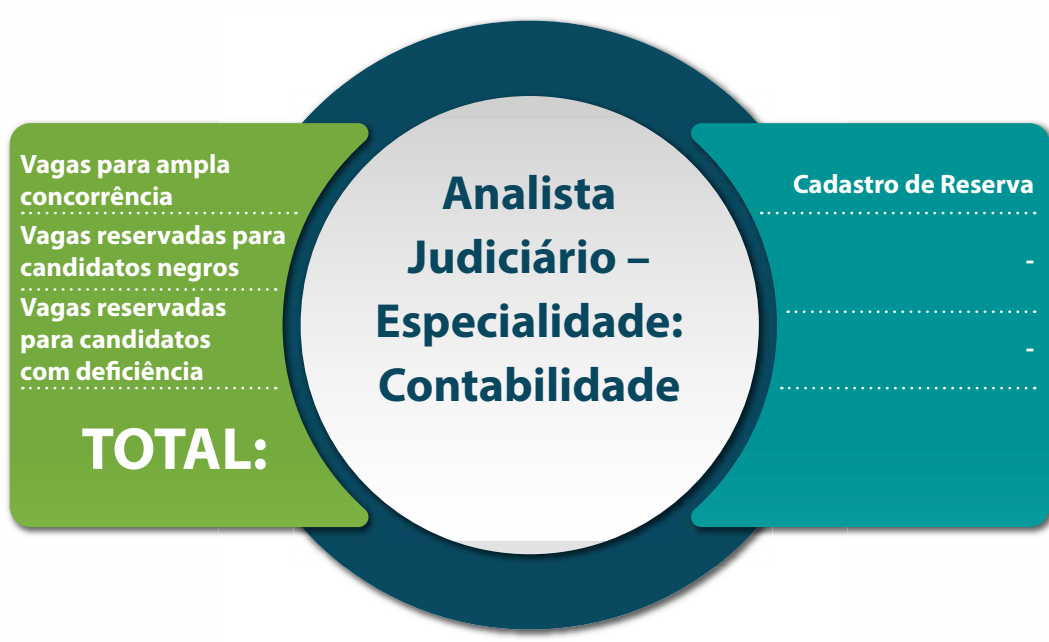 Vagas para ampla
concorrência
Vagas reservadas para
candidatos negros
Vagas reservadas
para candidatos
com deficiência
TOTAL:
Analista
Judiciário –
Especialidade:
Contabilidade
Cadastro de Reserva
-
-